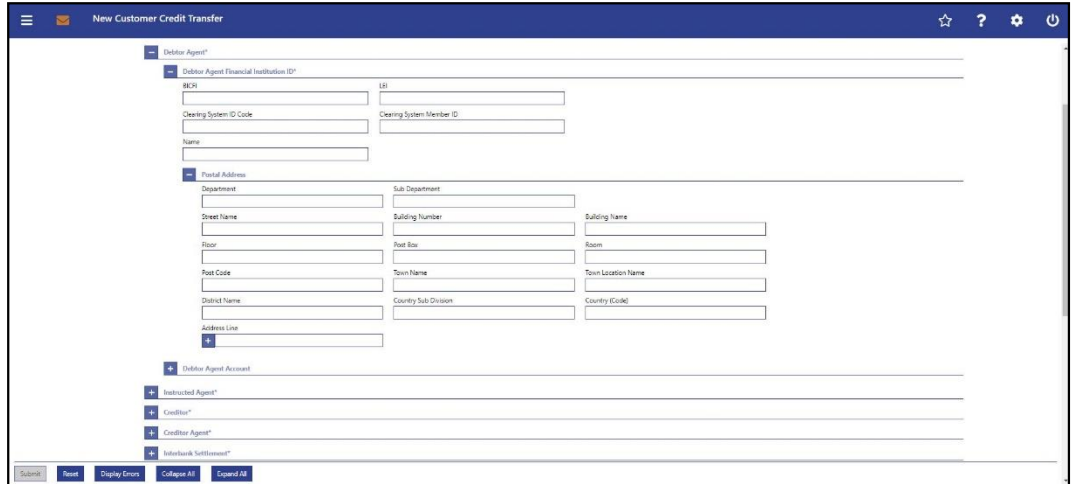 New Customer Credit Transfer
?
Debtor Agent*
Debtor Agent Financial Institution ID*
BICFI LEI
Clearing System ID Code Clearing System Member ID
Name
Postal Address
Department Sub Department
Street Name Building Number Building Name
Floor Post Box Room
Post Code Town Name Town Location Name
District Name Country Sub Division Country (Code)
Address Line
Debtor Agent Account
Instructed Agent*
Creditor*
Creditor Agent*
Interbank Settlement*
Submit Reset Display Errors Collapse All Expand All